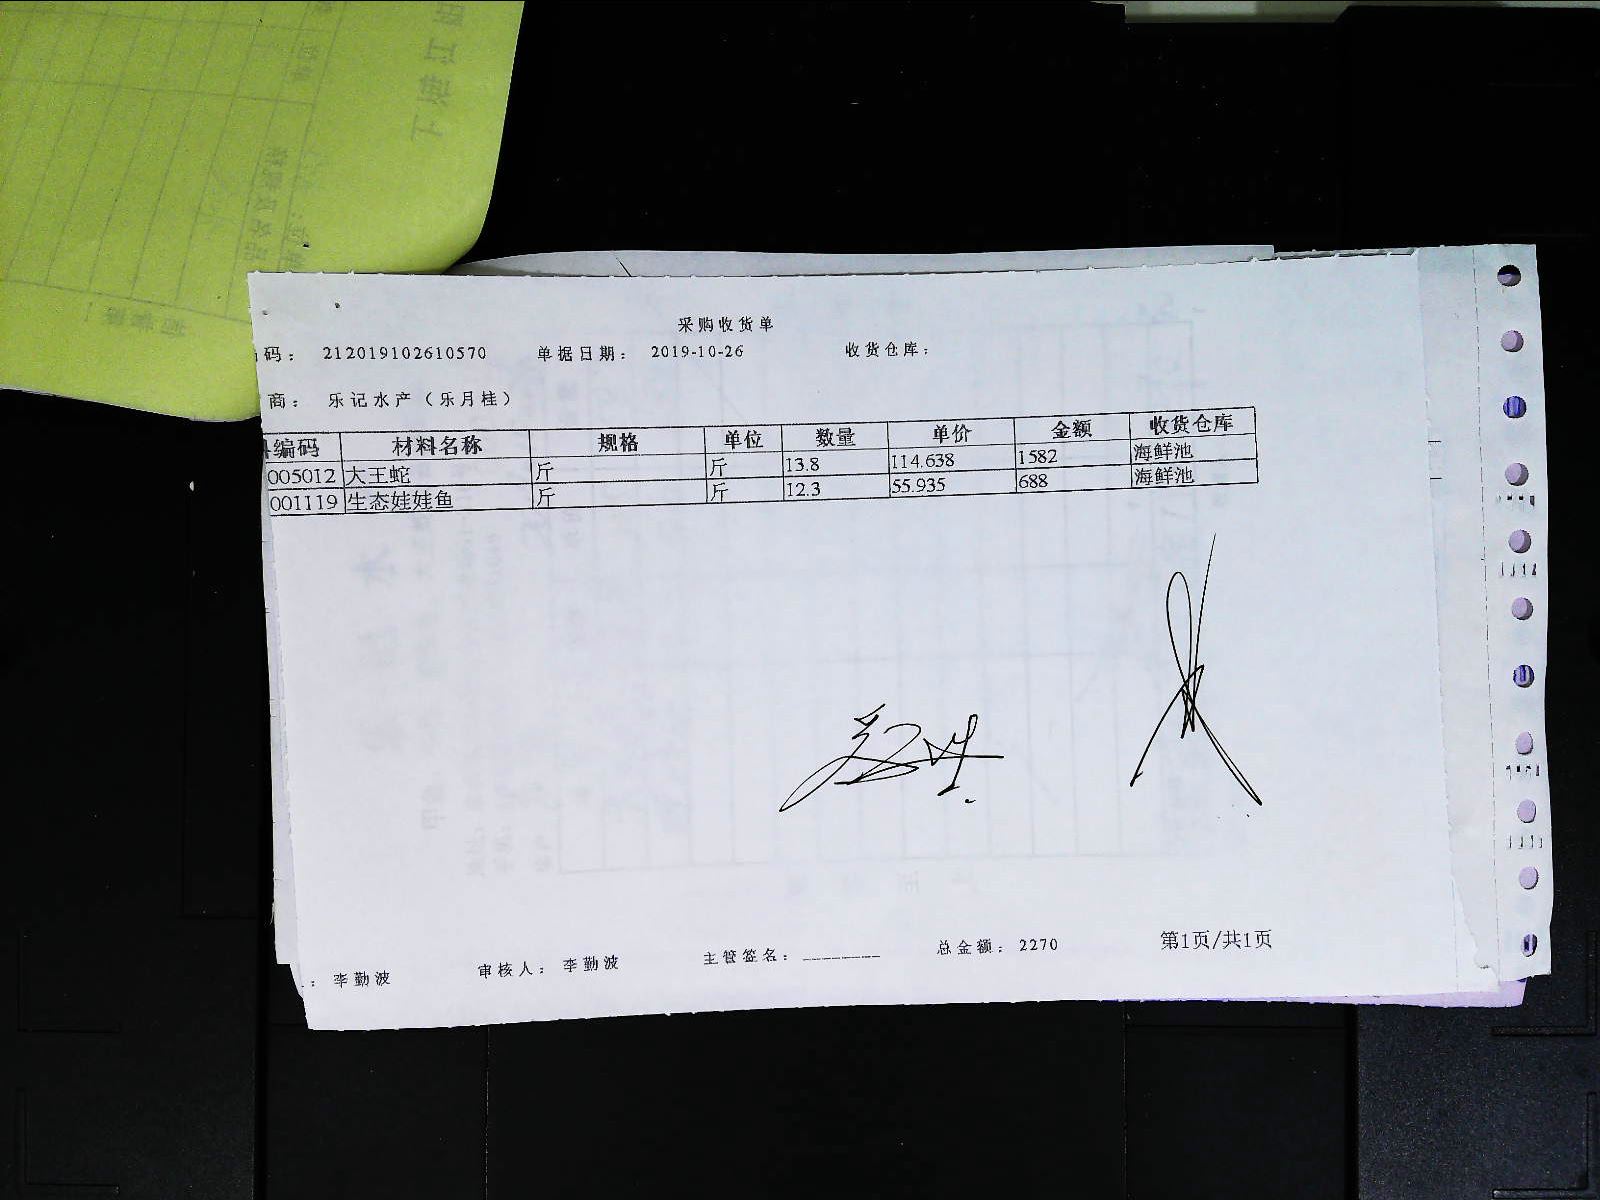 采购收货单
码： 212019102610570 单据日期： 2019-10-26 收货仓库：
商： 乐记水产（乐月桂）
编码 材料名称 规格 单位 数量 单价 金额 收货仓库
005012 大王蛇 斤 斤 13.8 114.638 1582 海鲜池
001119 生态娃娃鱼 斤 斤 12.3 55.935 688 海鲜池
： 李勤波 审核人： 李勤波 主管签名： ________ 总金额： 2270 第1页/共1页